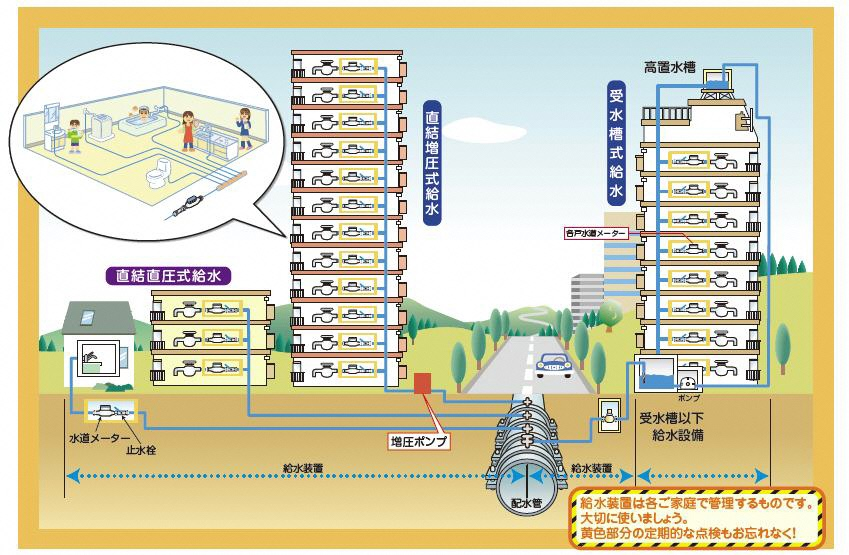 高置水槽
直結増圧式給水
受水槽式給水
各戸水道メーター
直結直圧式給水
ポンプ
水道メーター
止水栓
増圧ポンプ
受水槽以下
給水設備
給水装置
給水装置
配水管
給水装置は各ご家庭で管理するものです。
大切に使いましょう。
黄色部分の定期的な点検もお忘れなく!